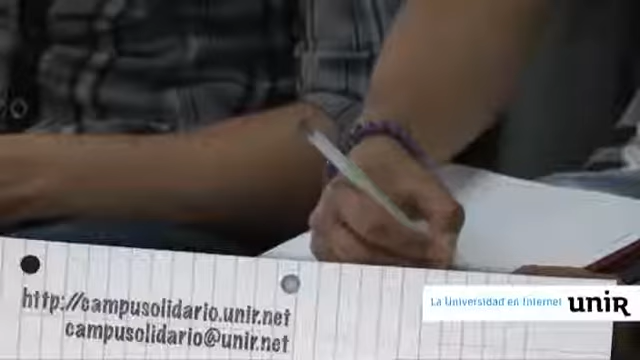 http://campusolidario.unir.net
campusolidario@unir.net
La Universidad en Internet unir